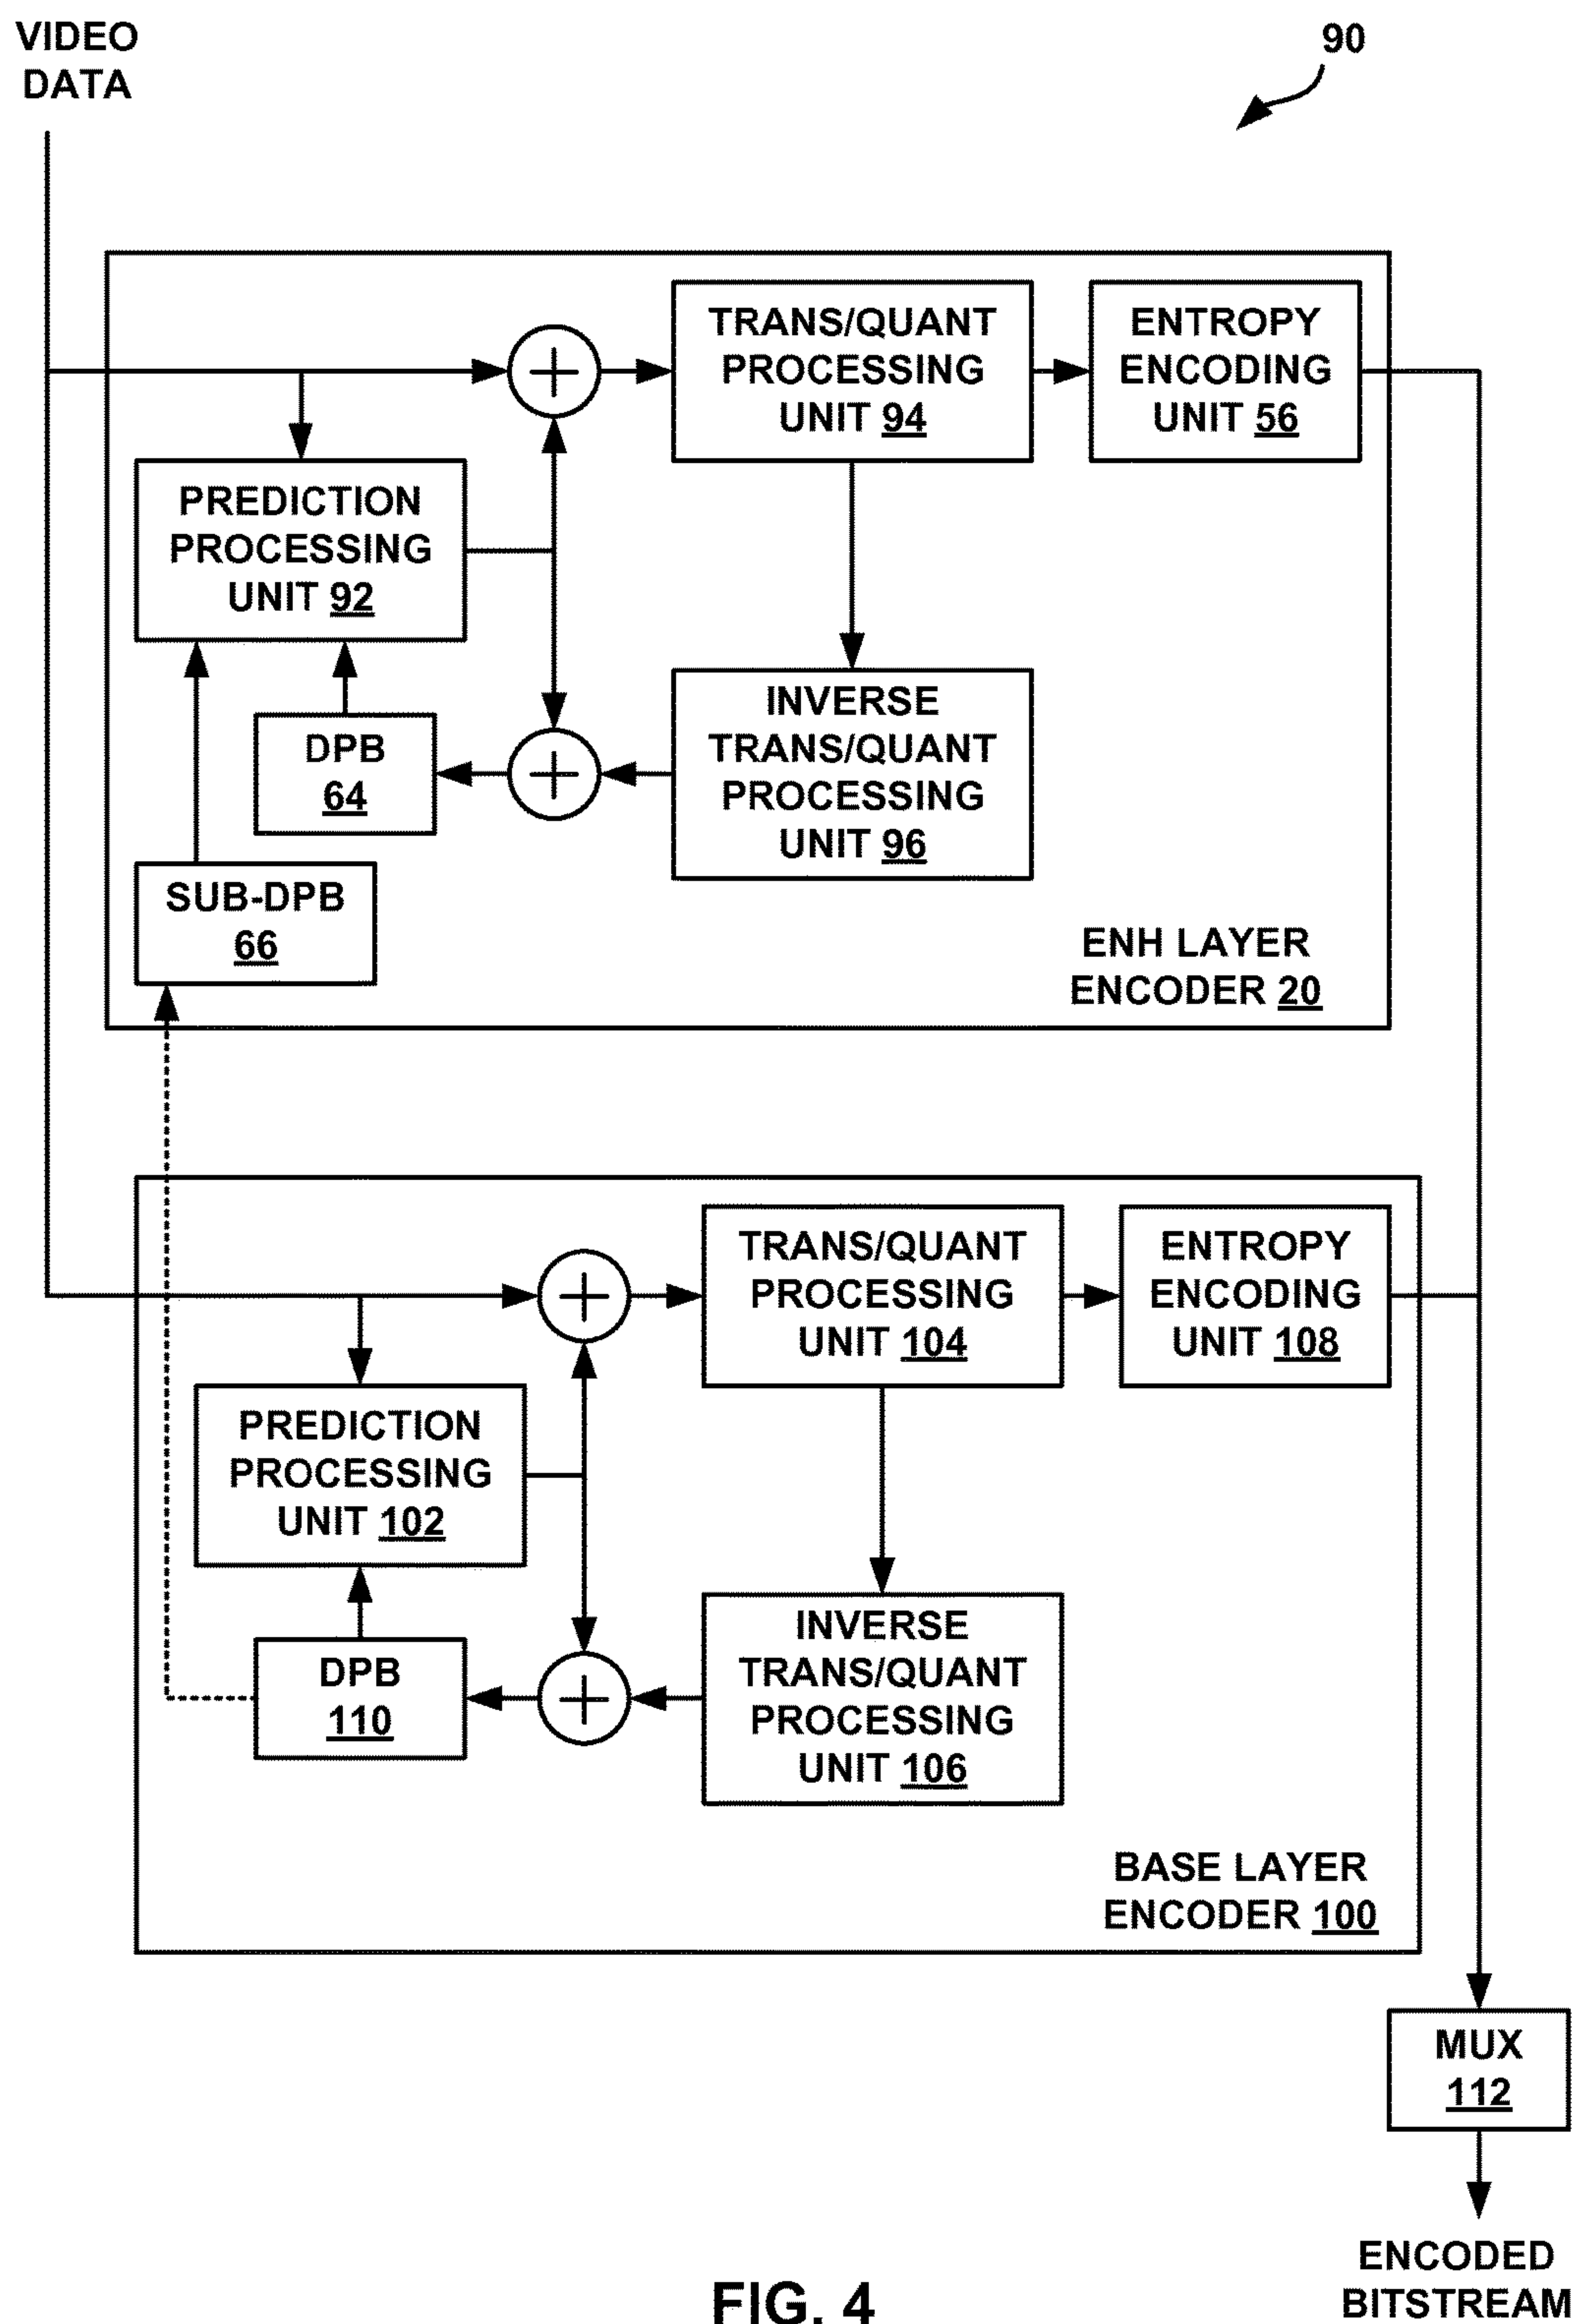 VIDEO
DATA
90
TRANS/QUANT
PROCESSING
UNIT 94
ENTROPY
ENCODING
UNIT 56
PREDICTION
PROCESSING
UNIT 92
DPB
64
INVERSE
TRANS/QUANT
PROCESSING
UNIT 96
SUB-DPB
66
ENH LAYER
ENCODER 20
TRANS/QUANT
PROCESSING
UNIT 104
ENTROPY
ENCODING
UNIT 108
PREDICTION
PROCESSING
UNIT 102
DPB
110
INVERSE
TRANS/QUANT
PROCESSING
UNIT 106
BASE LAYER
ENCODER 100
MUX
112
ENCODED
BITSTREAM
FIG. 4